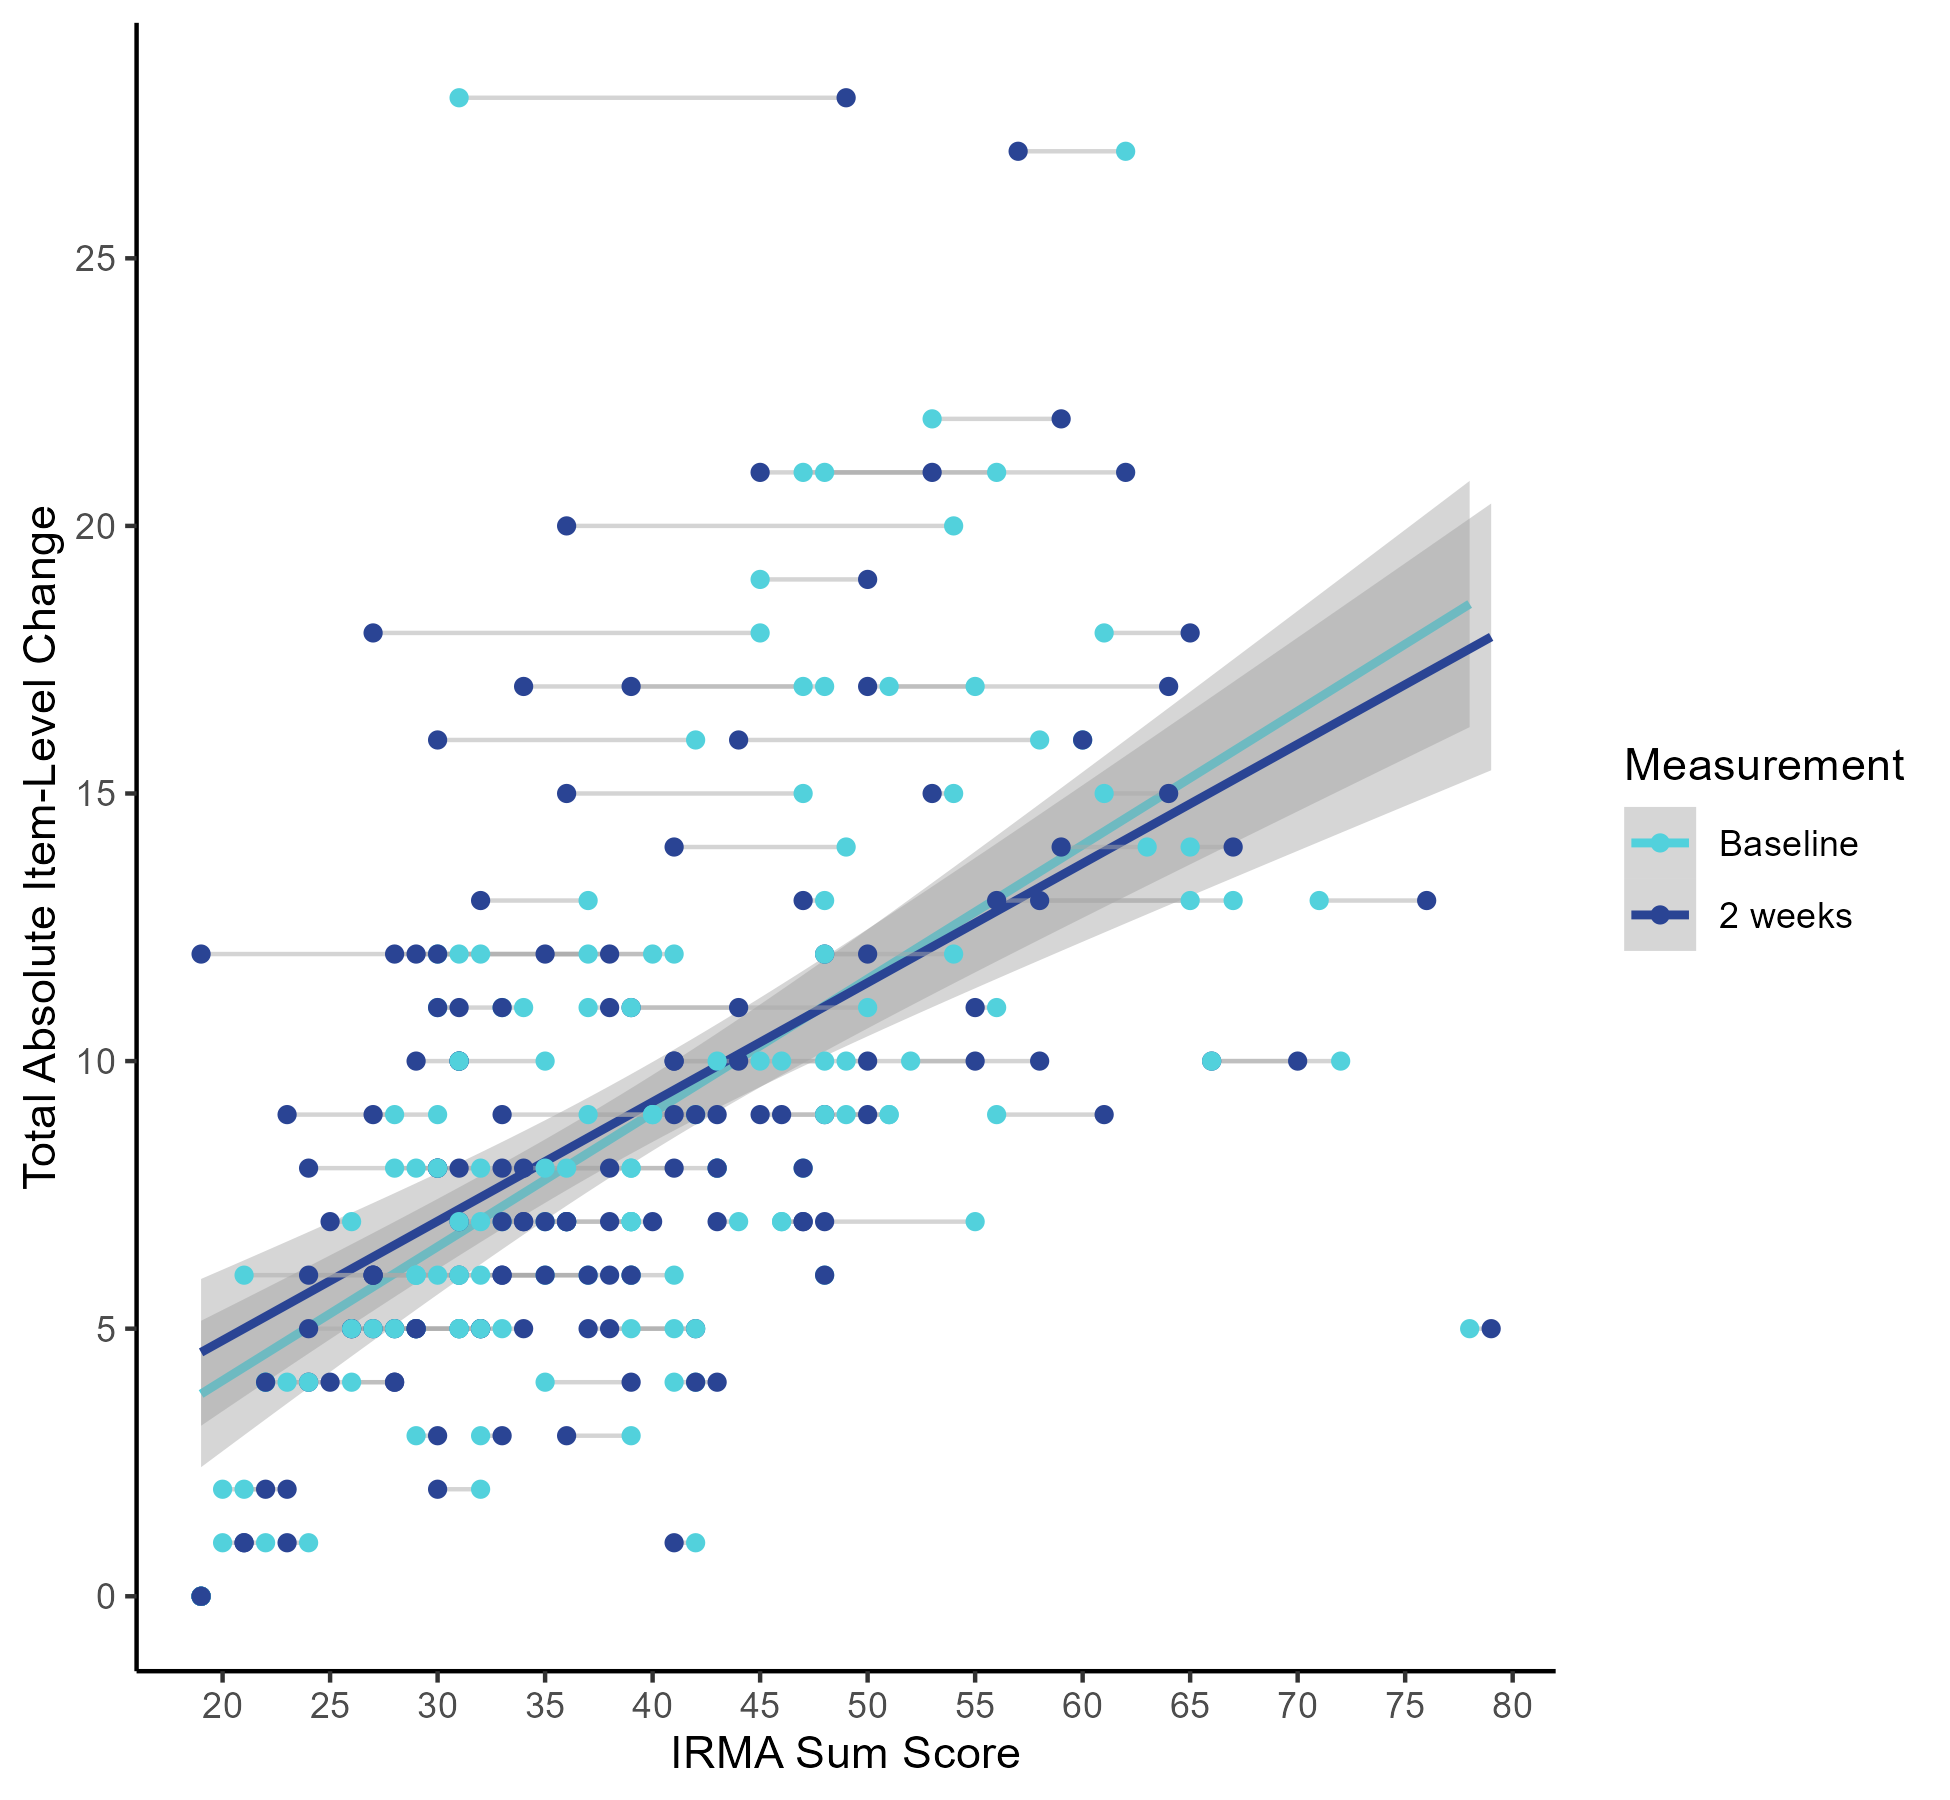 Total Absolute Item-Level Change
25
20
15
10
5
0
20 25 30 35 40 45 50 55 60 65 70 75 80
IRMA Sum Score
Measurement
Baseline
2 weeks